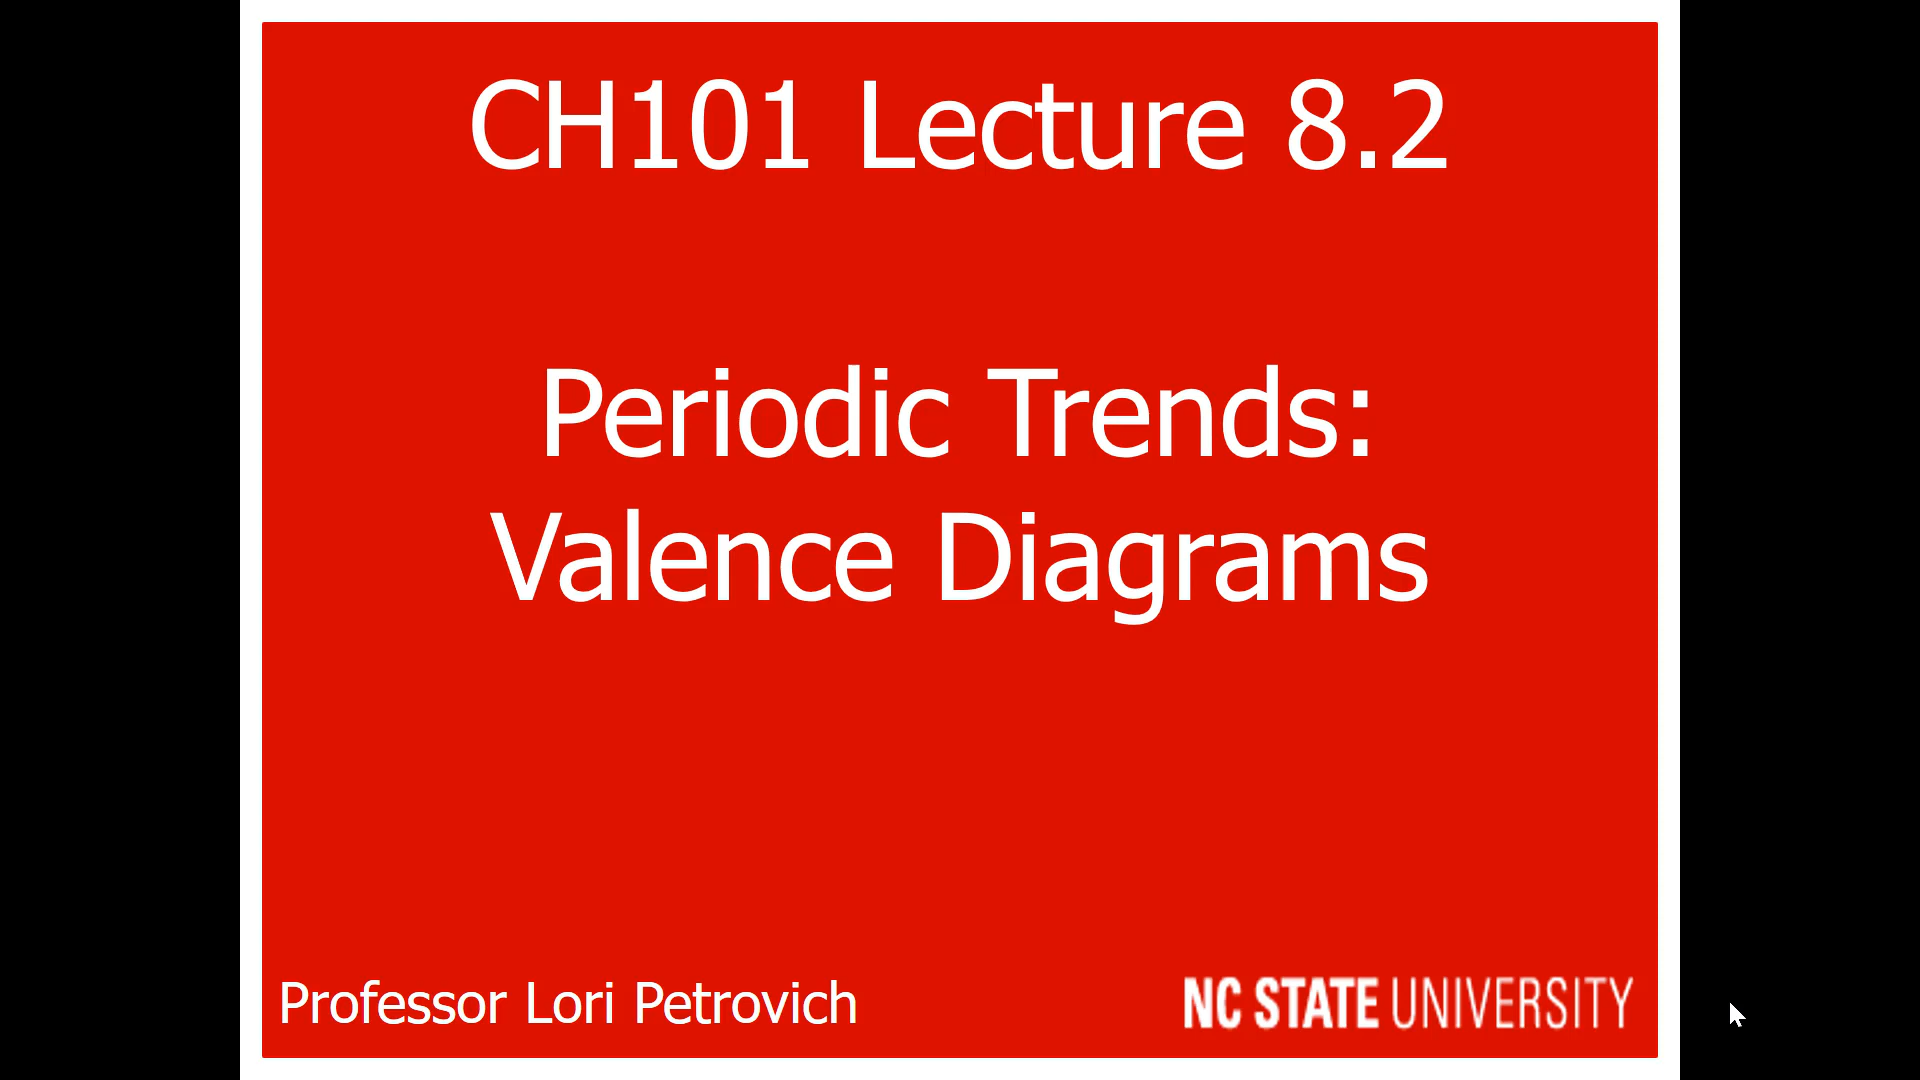 CH101 Lecture 8.2
Periodic Trends:
Valence Diagrams
Professor Lori Petrovich
NC STATE UNIVERSITY